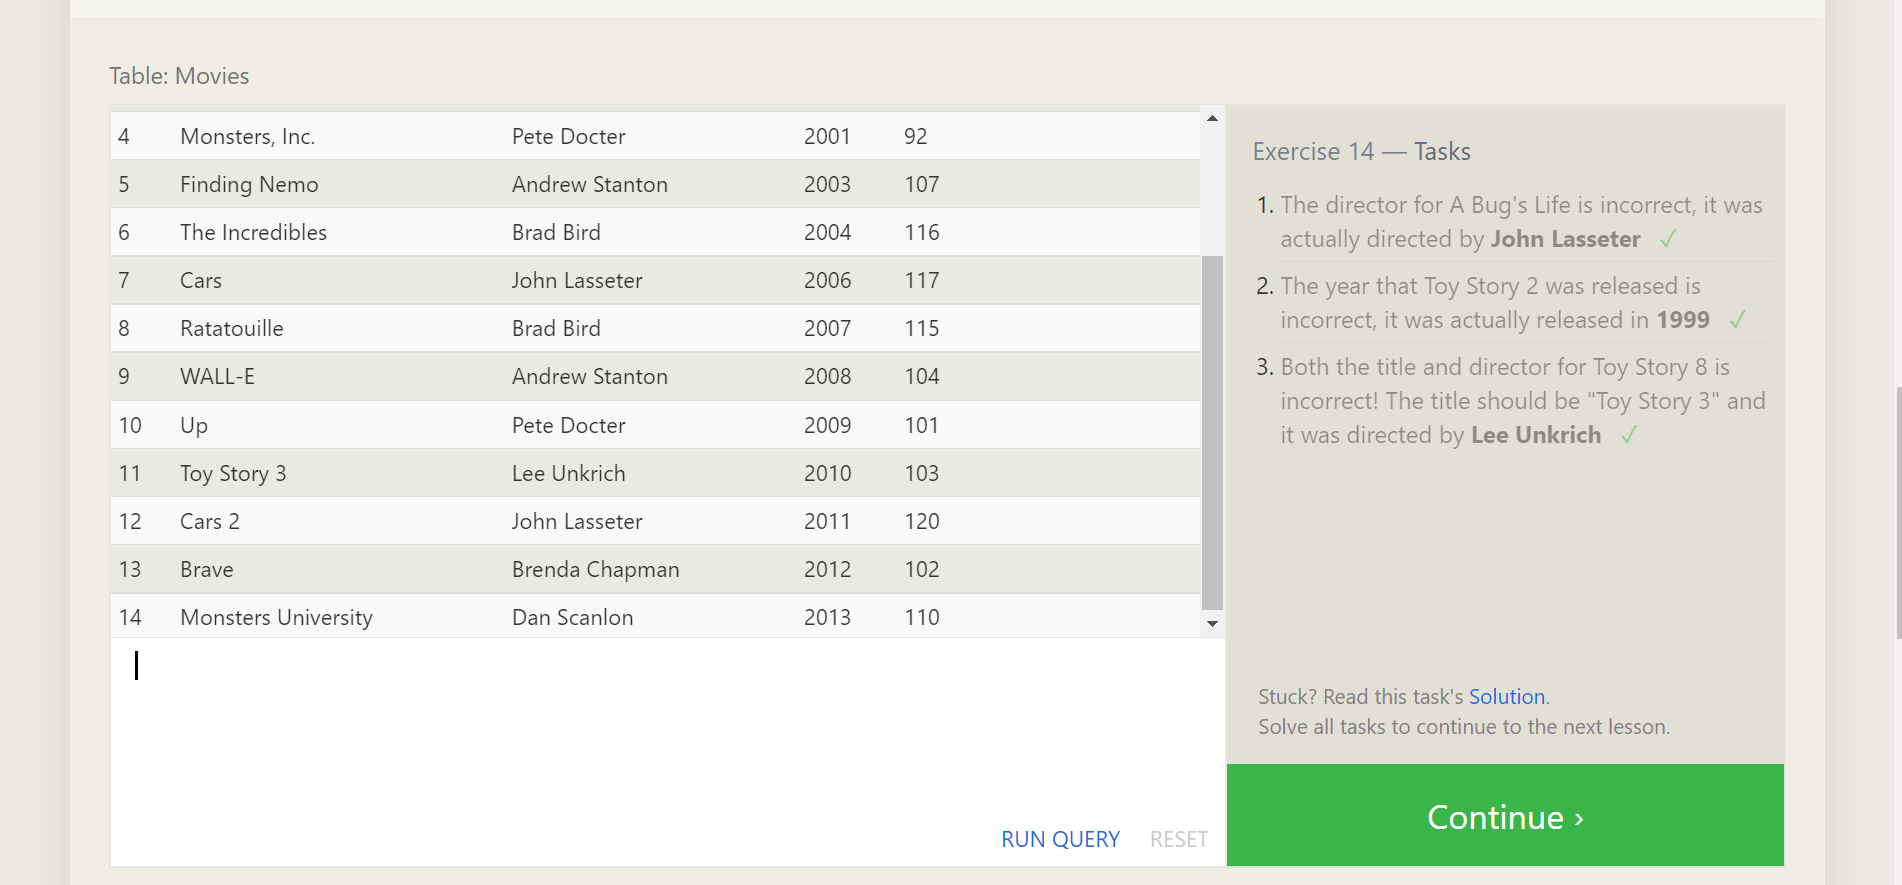 Table: Movies
4 Monsters, Inc. Pete Docter 2001 92
5 Finding Nemo Andrew Stanton 2003 107
6 The Incredibles Brad Bird 2004 116
7 Cars John Lasseter 2006 117
8 Ratatouille Brad Bird 2007 115
9 WALL-E Andrew Stanton 2008 104
10 Up Pete Docter 2009 101
11 Toy Story 3 Lee Unkrich 2010 103
12 Cars 2 John Lasseter 2011 120
13 Brave Brenda Chapman 2012 102
14 Monsters University Dan Scanlon 2013 110
RUN QUERY RESET
Exercise 14 — Tasks
1. The director for A Bug's Life is incorrect, it was
actually directed by John Lasseter ✓
2. The year that Toy Story 2 was released is
incorrect, it was actually released in 1999 ✓
3. Both the title and director for Toy Story 8 is
incorrect! The title should be "Toy Story 3" and
it was directed by Lee Unkrich ✓
Stuck? Read this task's Solution.
Solve all tasks to continue to the next lesson.
Continue ›